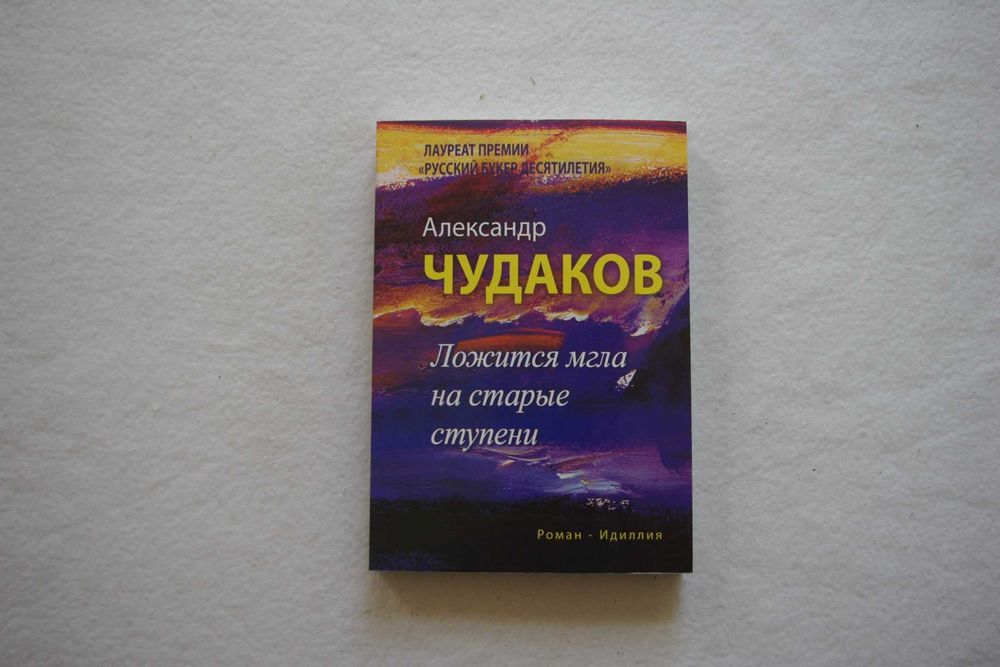 ЛАУРЕАТ ПРЕМИИ
«РУССКИЙ БУКЕР ДЕСЯТИЛЕТИЯ»
Александр
ЧУДАКОВ
Ложится мгла
на старые
ступени
Роман - Идиллия